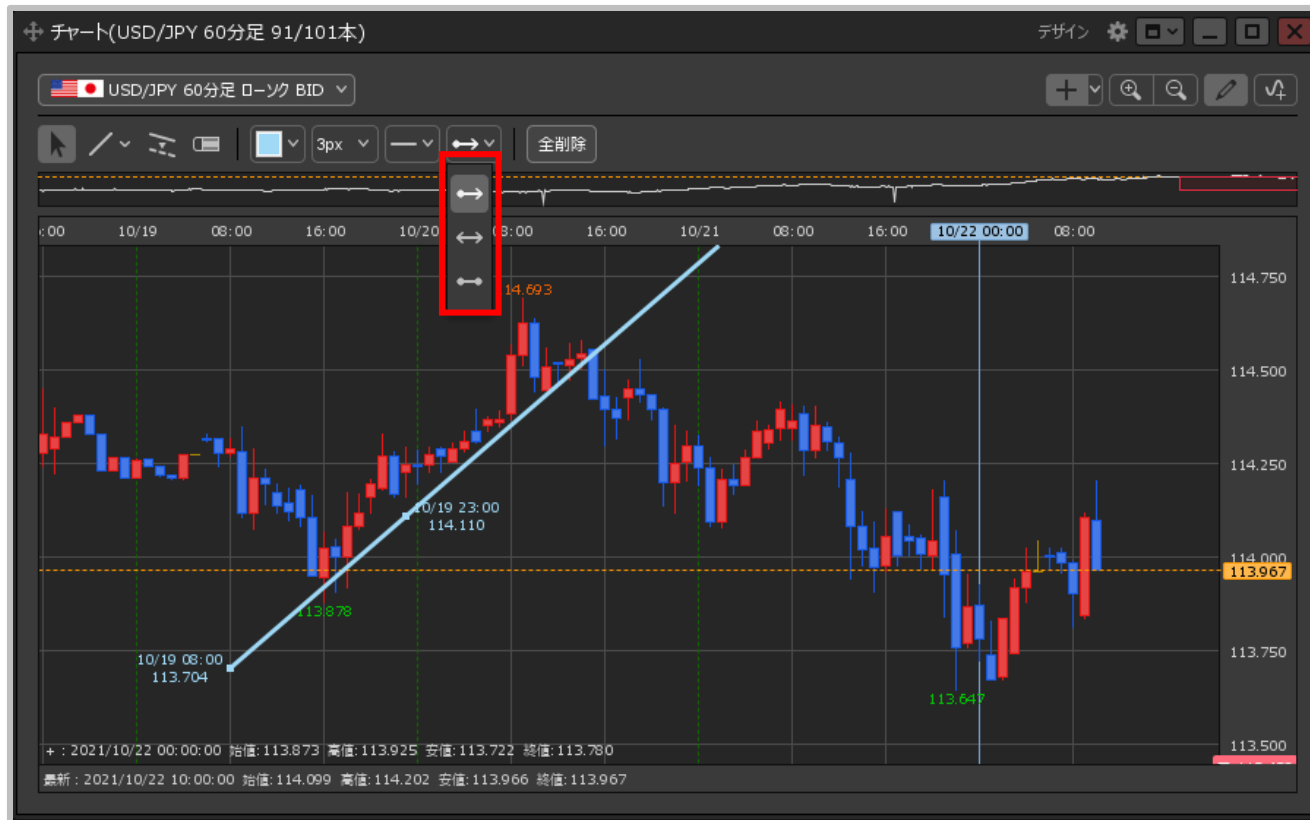 チャート(USD/JPY 60分足 91/101本)
デザイン
USD/JPY 60分足 ローソク BID
3px
全削除
:00 10/19 08:00 16:00 10/20 08:00 16:00 10/21 08:00 16:00 10/22 00:00 08:00
114.750
14.693
114.500
114.250
10/19 23:00
114.110
114.000
113.967
113.878
10/19 08:00
113.704
113.750
113.647
113.500
+ : 2021/10/22 00:00:00 始値:113.873 高値:113.925 安値:113.722 終値:113.780
最新 : 2021/10/22 10:00:00 始値:114.099 高値:114.202 安値:113.966 終値:113.967